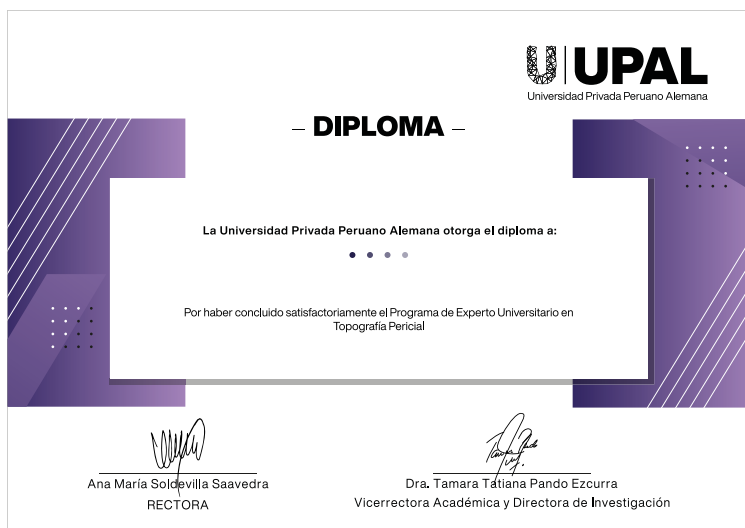 UPAL
Universidad Privada Peruano Alemana
– DIPLOMA –
La Universidad Privada Peruano Alemana otorga el diploma a:
Por haber concluido satisfactoriamente el Programa de Experto Universitario en
Topografía Pericial
Ana María Soldevilla Saavedra
RECTORA
Dra. Tamara Tatiana Pando Ezcurra
Vicerrectora Académica y Directora de Investigación